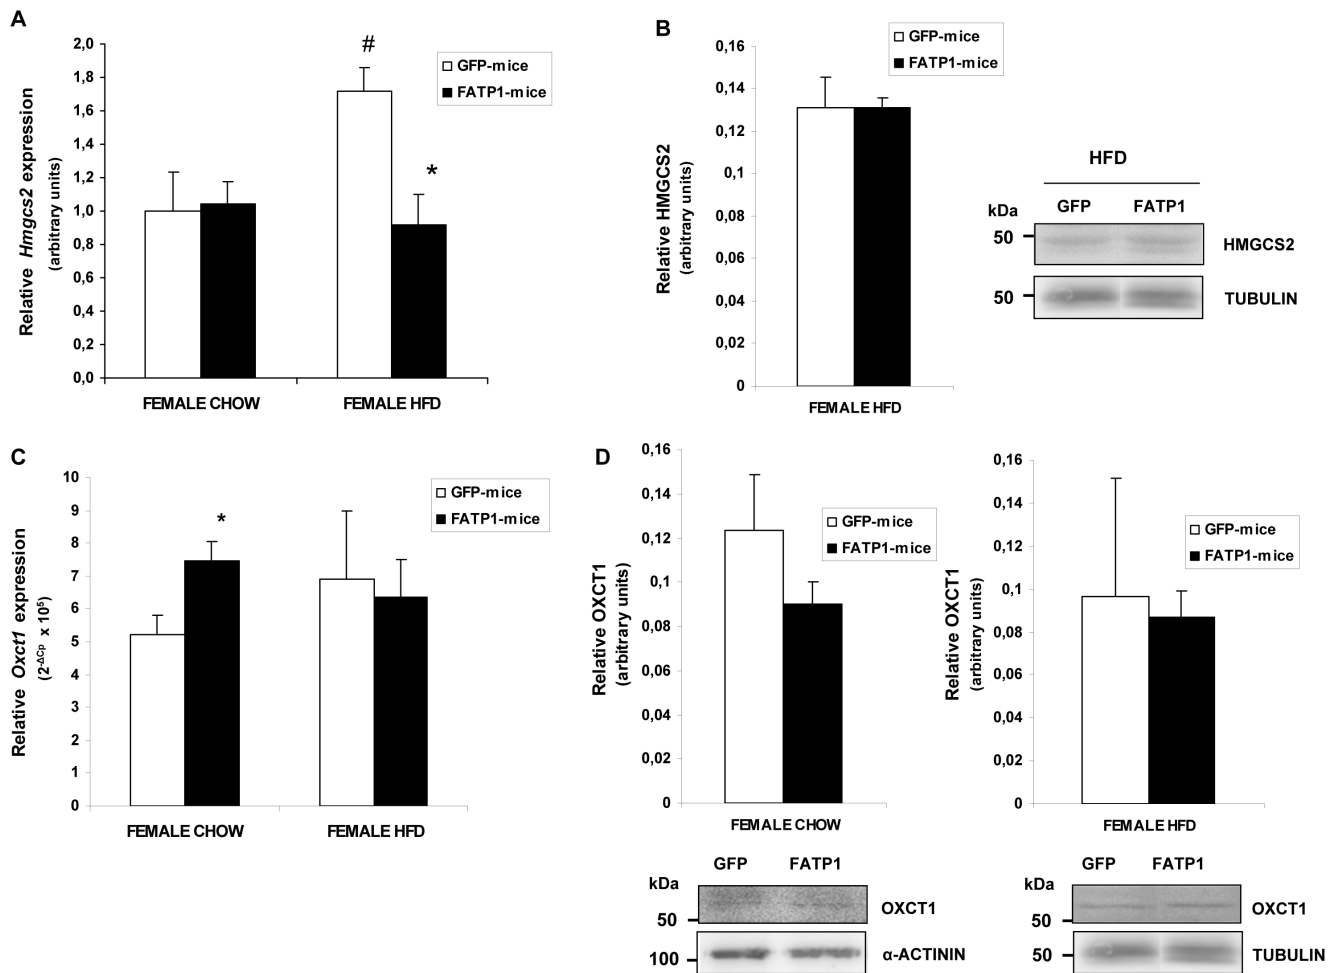 A
Relative Hmgcs2 expression
(arbitrary units)
2,0
1,8
1,6
1,4
1,2
1,0
0,8
0,6
0,4
0,2
0,0
#
*
GFP-mice
FATP1-mice
FEMALE CHOW
FEMALE HFD
B
Relative HMGCS2
(arbitrary units)
0,16
0,14
0,12
0,1
0,08
0,06
0,04
0,02
0
GFP-mice
FATP1-mice
FEMALE HFD
HFD
kDa
GFP
FATP1
50
HMGCS2
50
TUBULIN
C
Relative Oxct1 expression
(2^-ΔCp x 10^5)
10
9
8
7
6
5
4
3
2
1
0
*
GFP-mice
FATP1-mice
FEMALE CHOW
FEMALE HFD
D
Relative OXCT1
(arbitrary units)
0,16
0,14
0,12
0,1
0,08
0,06
0,04
0,02
0
GFP-mice
FATP1-mice
FEMALE CHOW
GFP
FATP1
kDa
50
OXCT1
100
α-ACTININ
Relative OXCT1
(arbitrary units)
0,16
0,14
0,12
0,1
0,08
0,06
0,04
0,02
0
GFP-mice
FATP1-mice
FEMALE HFD
GFP
FATP1
kDa
50
OXCT1
50
TUBULIN